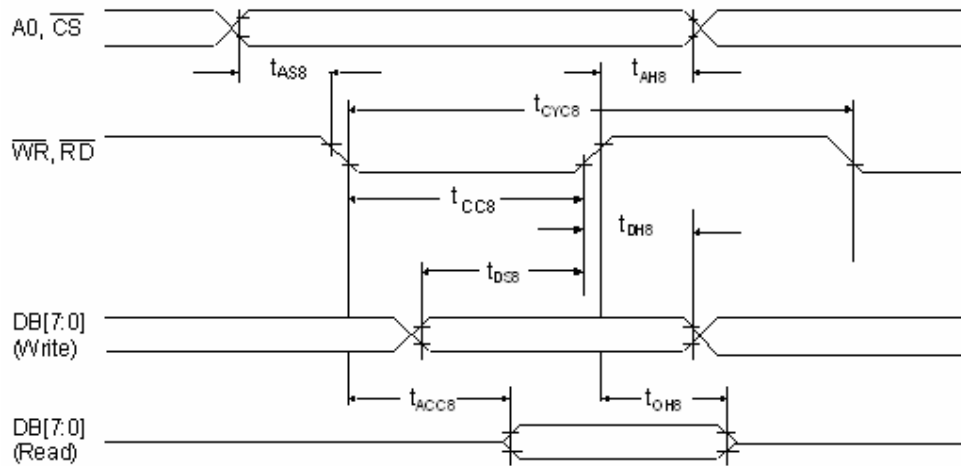 A0, CS
tAS8
tAH8
tCYC8
WR, RD
tCC8
tDH8
tDS8
DB[7:0]
(Write)
tACC8
tOH8
DB[7:0]
(Read)